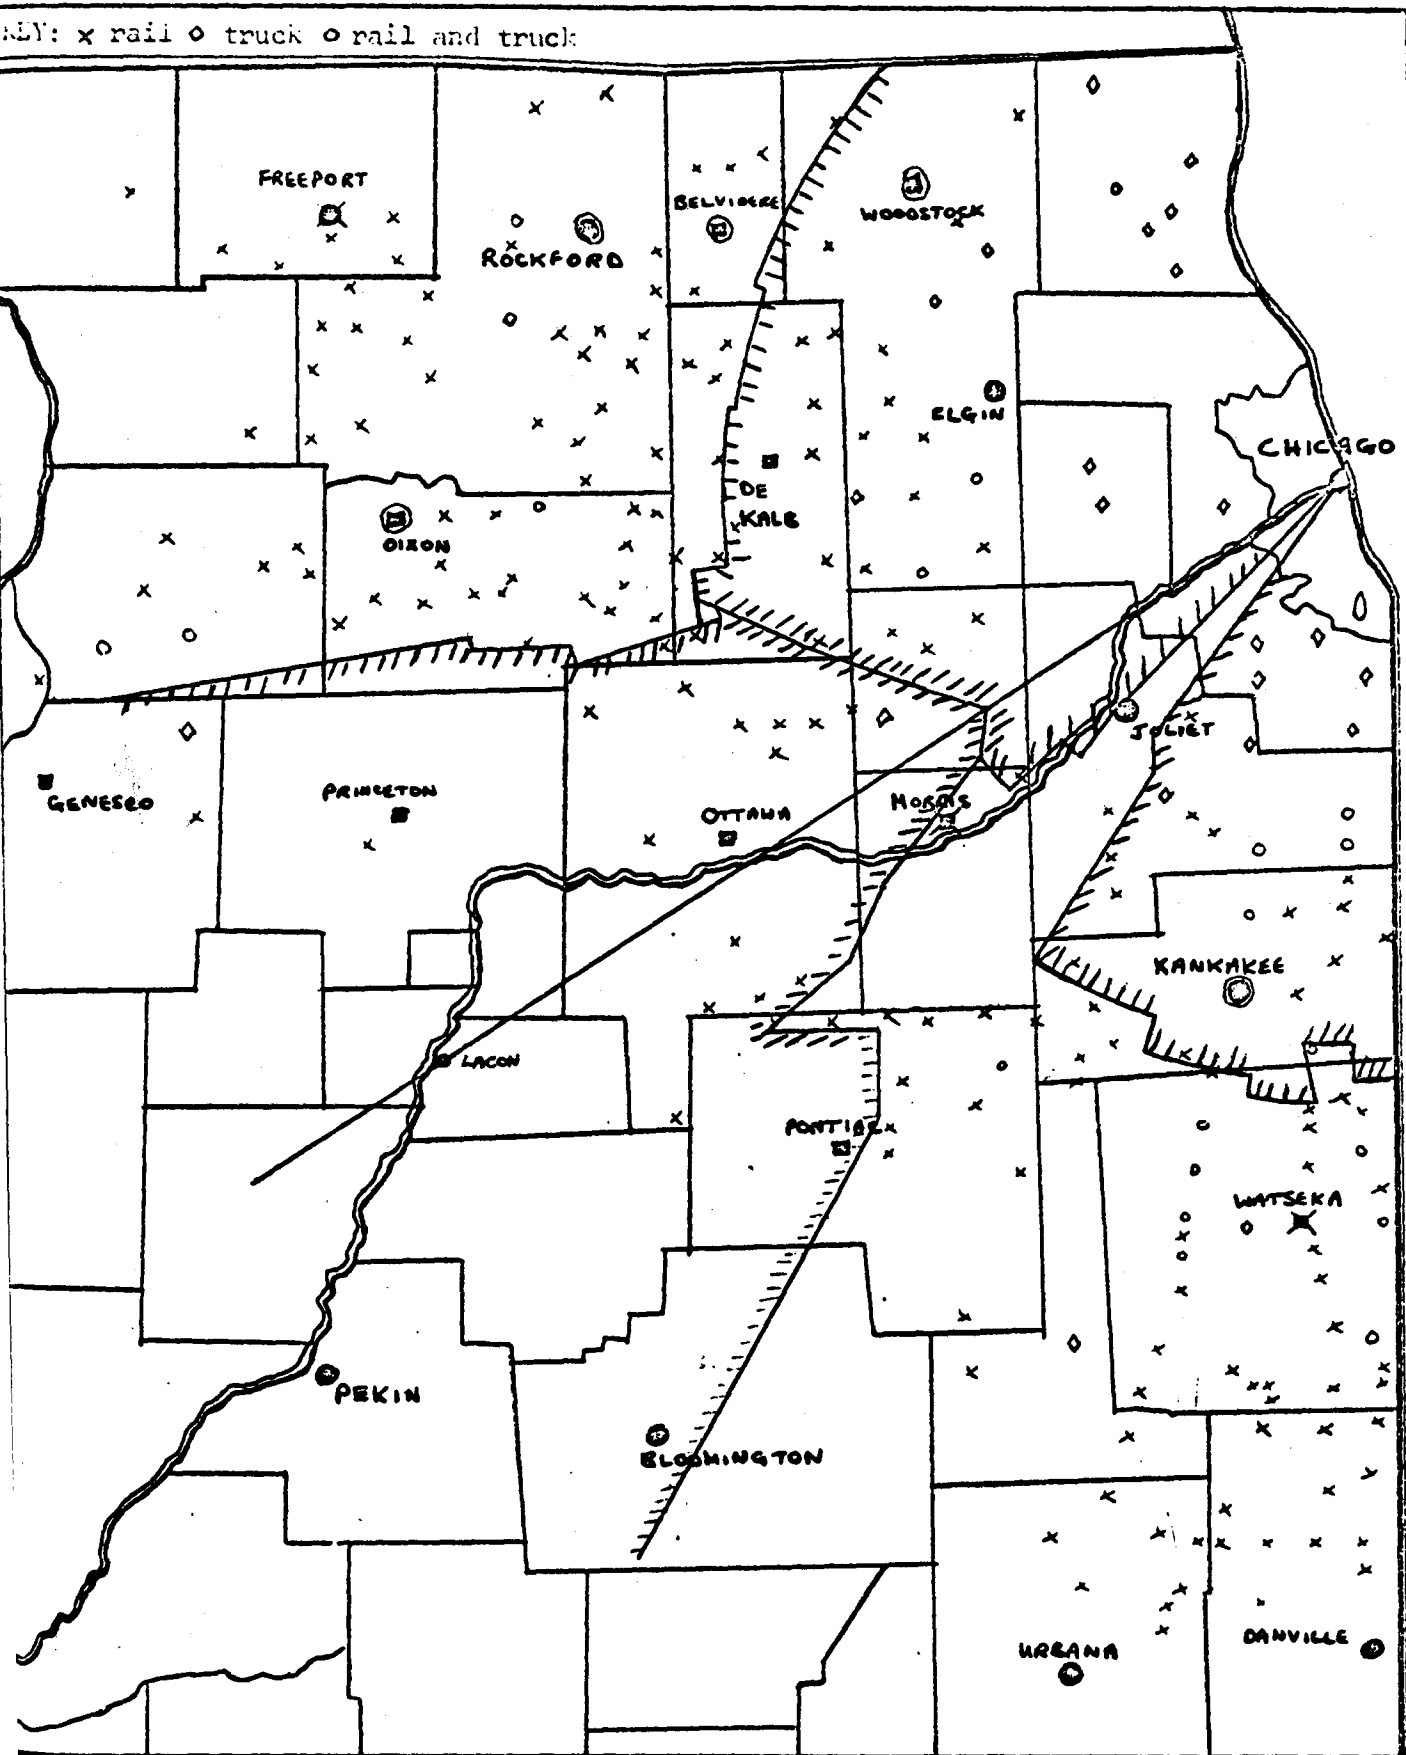 KEY: x rail ◇ truck o rail and truck
FREEPORT
BELVIDERE
WOODSTOCK
ROCKFORD
ELGIN
CHICAGO
DE
KALB
DIXON
JOLIET
GENESEO
PRINCETON
OTTAWA
MORRIS
KANKAKEE
LACON
PONTIAC
WATSEKA
PEKIN
BLOOMINGTON
URBANA
DANVILLE